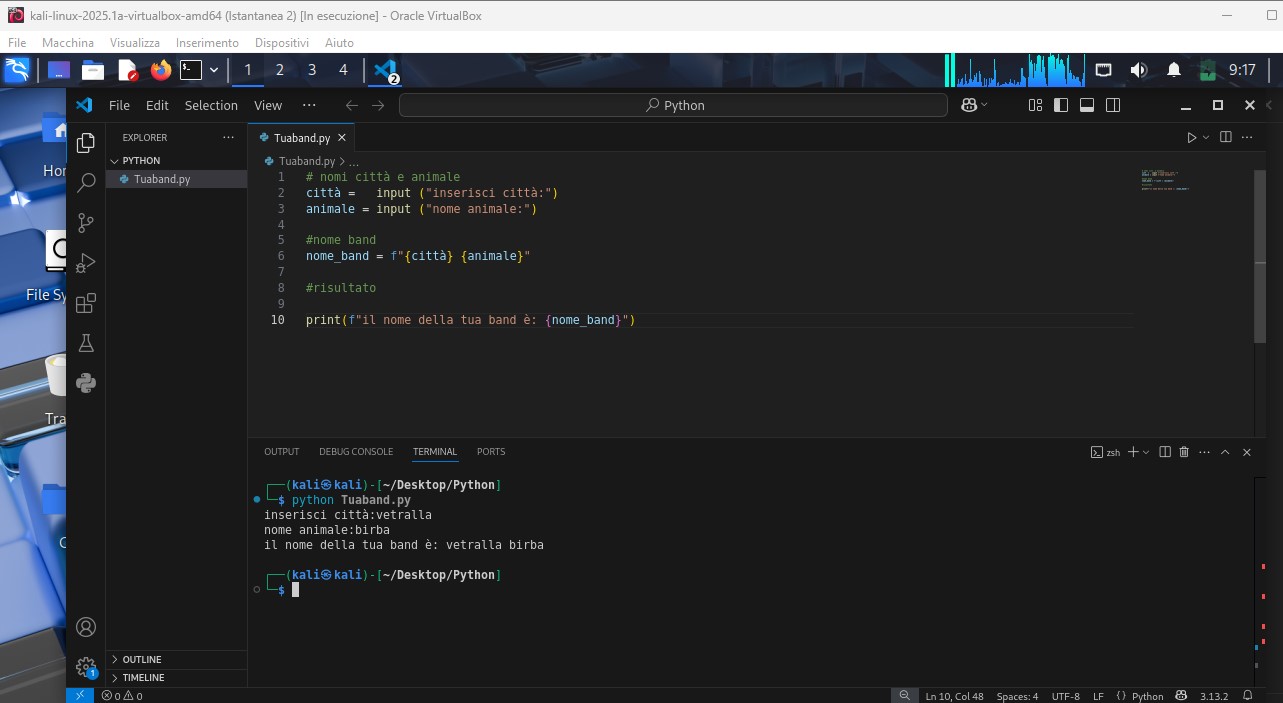 kali-linux-2025.1a-virtualbox-amd64 (Istantanea 2) [In esecuzione] - Oracle VirtualBox
File Macchina Visualizza Inserimento Dispositivi Aiuto
1 2 3 4 2 9:17
File Edit Selection View ··· Python
EXPLORER ··· Tuaband.py
PYTHON Tuaband.py > ...
Tuaband.py
1 # nomi città e animale
2 città =   input ("inserisci città:")
3 animale = input ("nome animale:")
4
5 #nome band
6 nome_band = f"{città} {animale}"
7
8 #risultato
9
10 print(f"il nome della tua band è: {nome_band}")
Hor
File Sy
Tra
OUTPUT DEBUG CONSOLE TERMINAL PORTS zsh
┌──(kali㉿kali)-[~/Desktop/Python]
└─$ python Tuaband.py
inserisci città:vetralla
nome animale:birba
il nome della tua band è: vetralla birba
┌──(kali㉿kali)-[~/Desktop/Python]
└─$
OUTLINE
TIMELINE
1
0 0 Ln 10, Col 48 Spaces: 4 UTF-8 LF {} Python 3.13.2